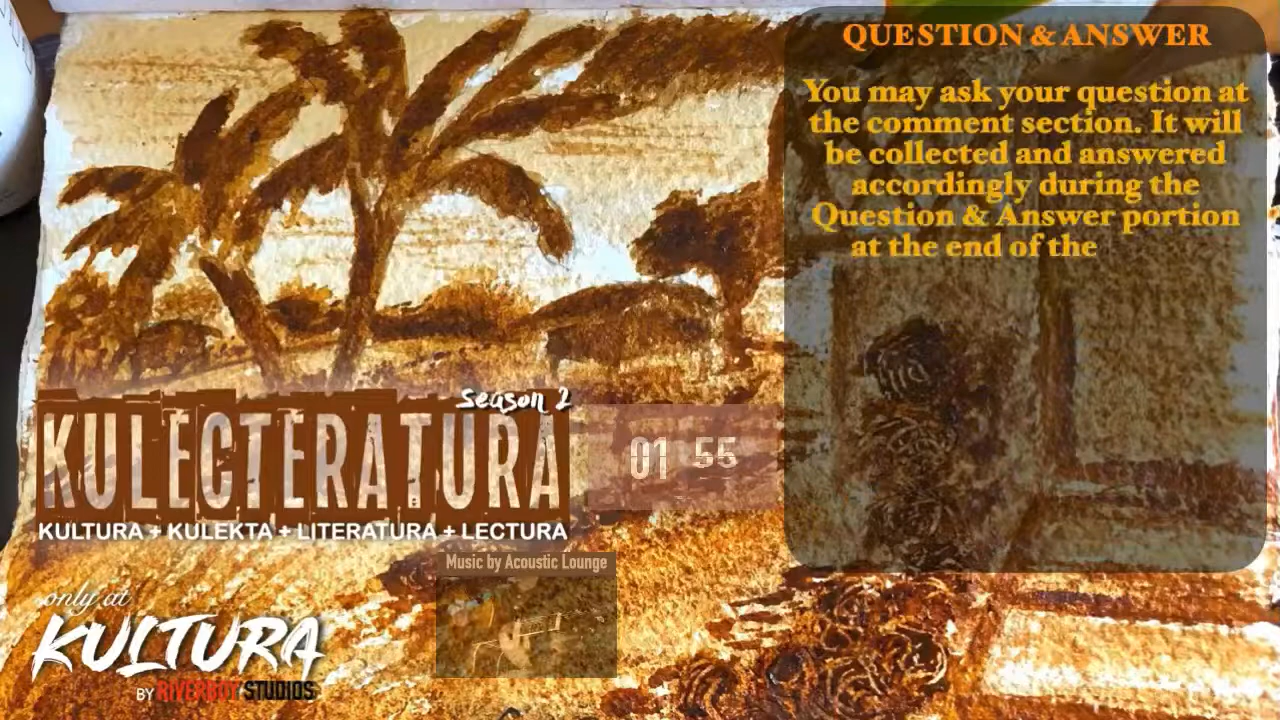 QUESTION & ANSWER
You may ask your question at
the comment section. It will
be collected and answered
accordingly during the
Question & Answer portion
at the end of the
season 2
KULECTERATURA
01 55
KULTURA + KULEKTA + LITERATURA + LECTURA
Music by Acoustic Lounge
only at
KULTURA
BY RIVERBOY STUDIOS